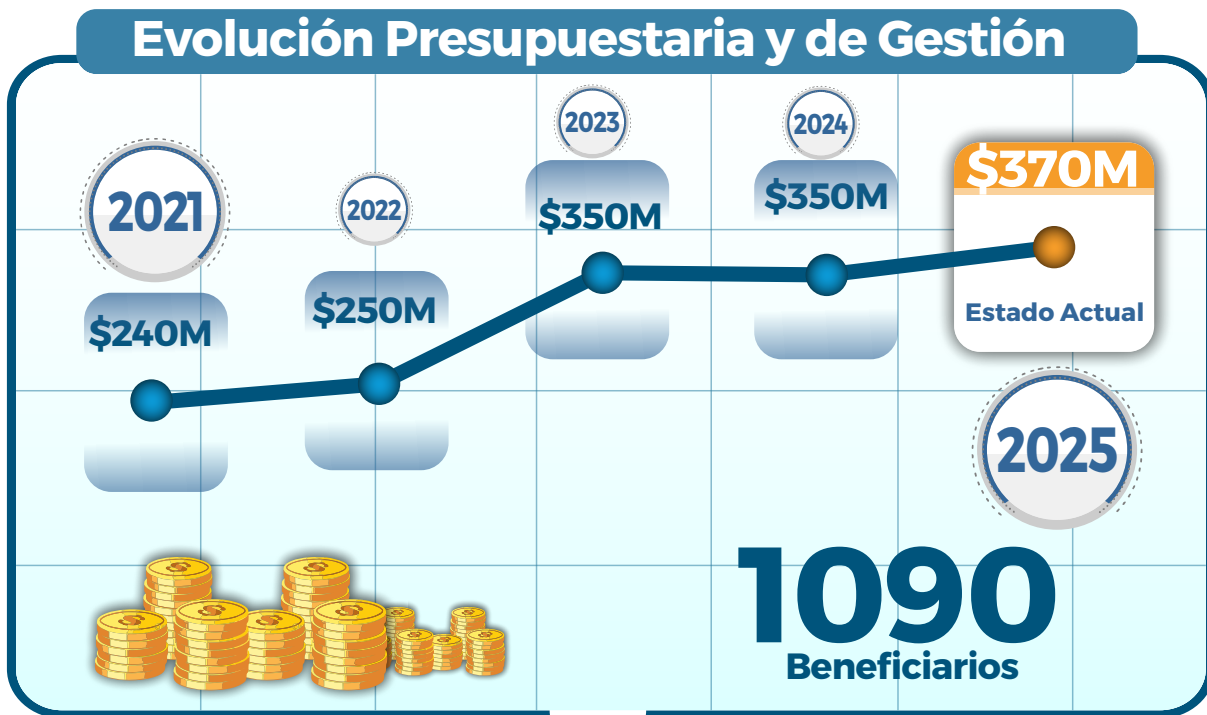 Evolución Presupuestaria y de Gestión
2021
$240M
2022
$250M
2023
$350M
2024
$350M
$370M
Estado Actual
2025
1090
Beneficiarios